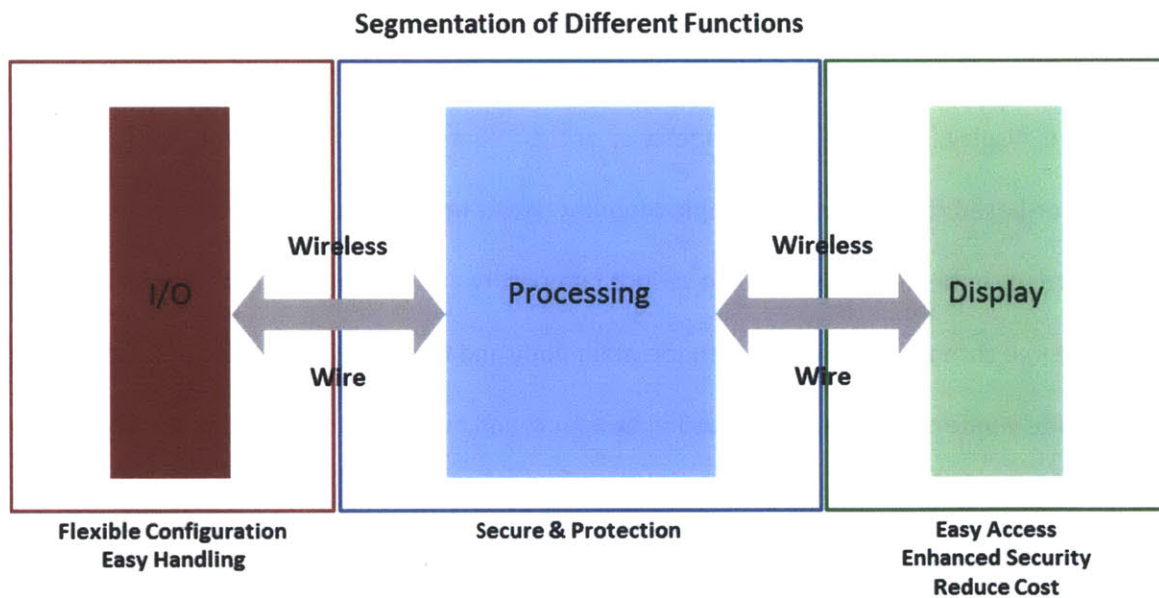 Segmentation of Different Functions
Wireless
Wireless
I/O
Processing
Display
Wire
Wire
Flexible Configuration
Easy Handling
Secure & Protection
Easy Access
Enhanced Security
Reduce Cost